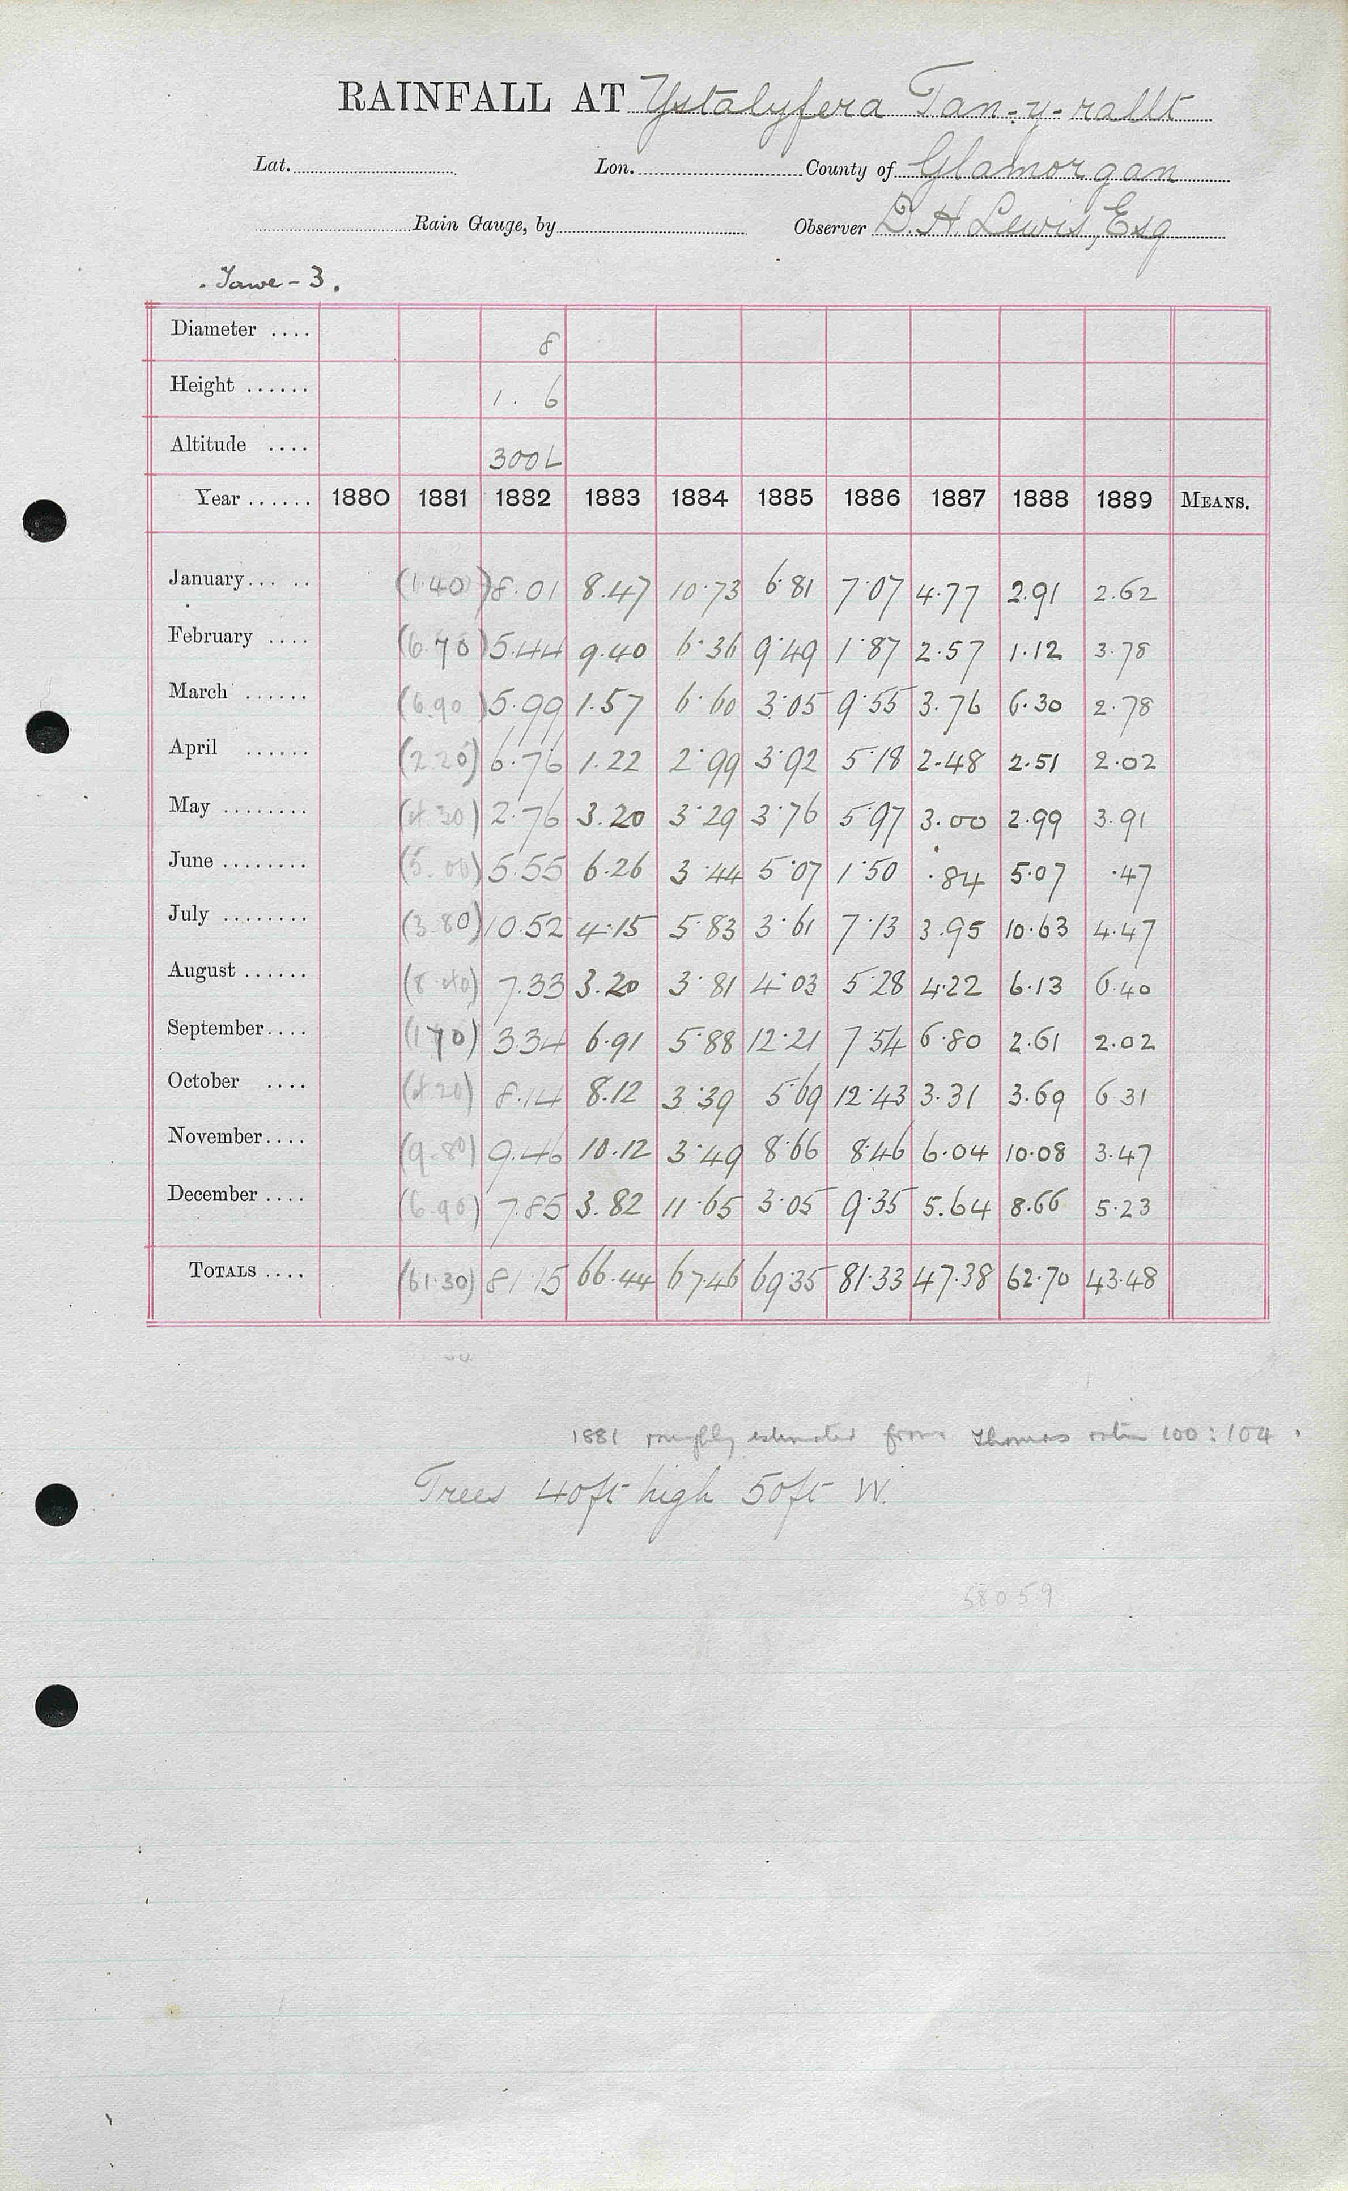 RAINFALL AT Ystalyfera Tan-y-rallt
Lat. Lon. County of Glamorgan
Rain Gauge, by Observer D. H. Lewis, Esq
Tawe - 3.
Diameter .... 8
Height ...... 1. 6
Altitude .... 300 L
Year ...... 1880 1881 1882 1883 1884 1885 1886 1887 1888 1889 MEANS.
January ... .. (1.40) 8.01 8.47 10.73 6.81 7.07 4.77 2.91 2.62
February .... (6.70) 5.44 9.40 6.36 9.49 1.87 2.57 1.12 3.78
March ...... (6.90) 5.99 1.57 6.60 3.05 9.55 3.76 6.30 2.78
April ...... (2.20) 6.76 1.22 2.99 3.92 5.18 2.48 2.51 2.02
May ........ (4.30) 2.76 3.20 3.29 3.76 5.97 3.00 2.99 3.91
June ........ (5.00) 5.55 6.26 3.44 5.07 1.50 .84 5.07 .47
July ........ (3.80) 10.52 4.15 5.83 3.61 7.13 3.95 10.63 4.47
August ...... (8.40) 7.33 3.20 3.81 4.03 5.28 4.22 6.13 6.40
September .... (1.70) 3.34 6.91 5.88 12.21 7.54 6.80 2.61 2.02
October .... (4.20) 8.14 8.12 3.39 5.69 12.43 3.31 3.69 6.31
November .... (9.80) 9.46 10.12 3.49 8.66 8.46 6.04 10.08 3.47
December .... (6.90) 7.85 3.82 11.65 3.05 9.35 5.64 8.66 5.23
TOTALS .... (61.30) 81.15 66.44 67.46 69.35 81.33 47.38 62.70 43.48
1881 roughly estimated from Thomas ratio 100 : 104.
Trees 40ft high 50ft W.
58059